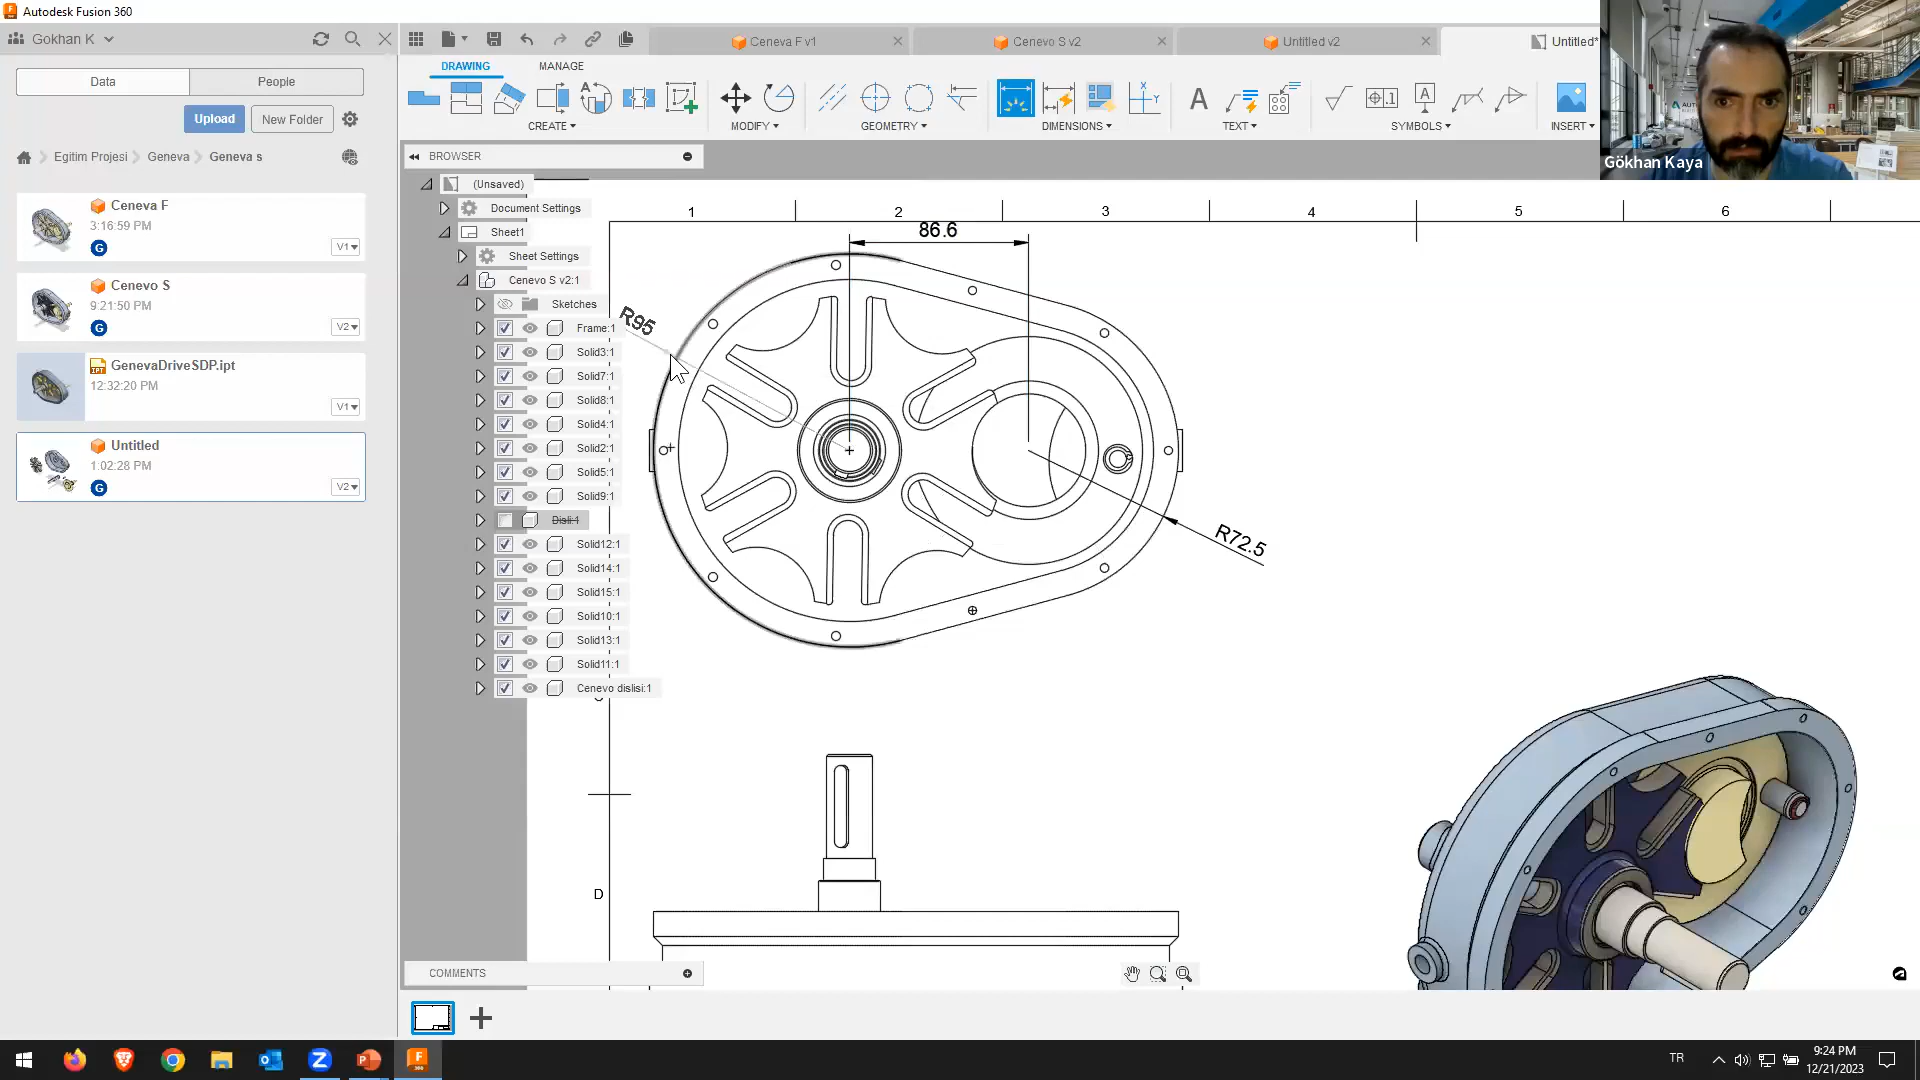 Autodesk Fusion 360
Gokhan K
Ceneva F v1
Cenevo S v2
Untitled v2
Untitled*
Data
People
DRAWING
MANAGE
Upload
New Folder
CREATE
MODIFY
GEOMETRY
DIMENSIONS
TEXT
SYMBOLS
INSERT
Egitim Projesi
Geneva
Geneva s
Gökhan Kaya
BROWSER
(Unsaved)
Document Settings
Sheet1
Sheet Settings
Cenevo S v2:1
Sketches
Frame:1
Solid3:1
Solid7:1
Solid8:1
Solid4:1
Solid2:1
Solid5:1
Solid9:1
Disli:1
Solid12:1
Solid14:1
Solid15:1
Solid10:1
Solid13:1
Solid11:1
Cenevo dislisi:1
Ceneva F
3:16:59 PM
G
V1
Cenevo S
9:21:50 PM
G
V2
GenevaDriveSDP.ipt
12:32:20 PM
V1
Untitled
1:02:28 PM
G
V2
1 2 3 4 5 6
86.6
R95
R72.5
D
COMMENTS
TR
9:24 PM
12/21/2023